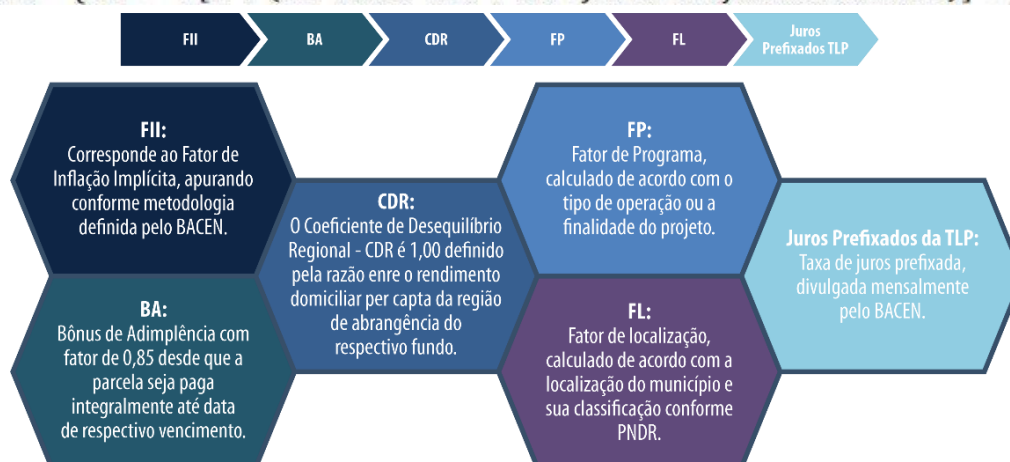 FII
BA
CDR
FP
FL
Juros
Prefixados TLP
FII:
Corresponde ao Fator de
Inflação Implícita, apurando
conforme metodologia
definida pelo BACEN.
BA:
Bônus de Adimplência com
fator de 0,85 desde que a
parcela seja paga
integralmente até data
de respectivo vencimento.
CDR:
O Coeficiente de Desequilíbrio
Regional - CDR é 1,00 definido
pela razão enre o rendimento
domiciliar per capta da região
de abrangência do
respectivo fundo.
FP:
Fator de Programa,
calculado de acordo com o
tipo de operação ou a
finalidade do projeto.
FL:
Fator de localização,
calculado de acordo com a
localização do município e
sua classificação conforme
PNDR.
Juros Prefixados da TLP:
Taxa de juros prefixada,
divulgada mensalmente
pelo BACEN.